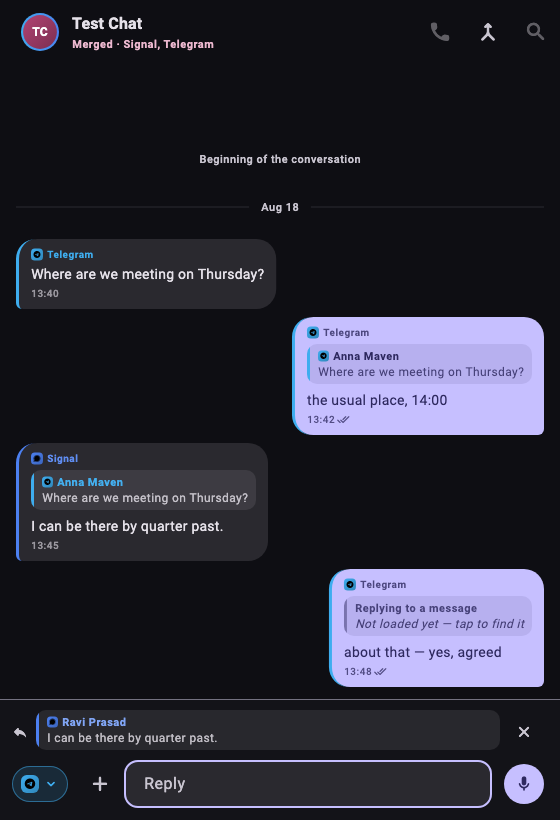 TC
Test Chat
Merged · Signal, Telegram
Beginning of the conversation
Aug 18
Telegram
Where are we meeting on Thursday?
13:40
Telegram
Anna Maven
Where are we meeting on Thursday?
the usual place, 14:00
13:42
Signal
Anna Maven
Where are we meeting on Thursday?
I can be there by quarter past.
13:45
Telegram
Replying to a message
Not loaded yet — tap to find it
about that — yes, agreed
13:48
Ravi Prasad
I can be there by quarter past.
Reply